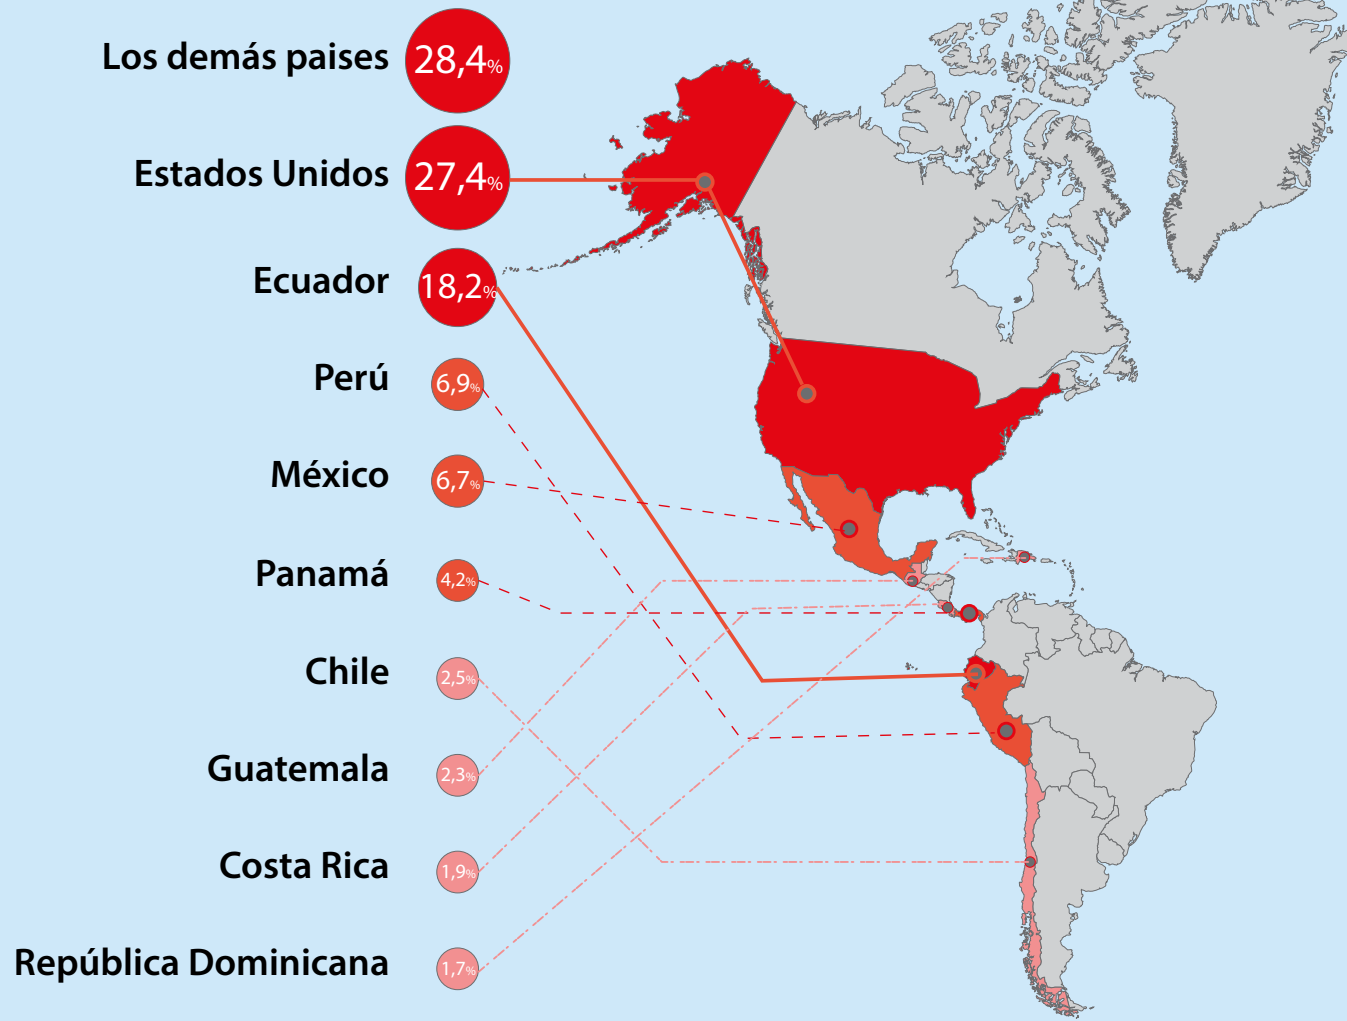 Los demás paises 28,4%
Estados Unidos 27,4%
Ecuador 18,2%
Perú 6,9%
México 6,7%
Panamá 4,2%
Chile 2,5%
Guatemala 2,3%
Costa Rica 1,9%
República Dominicana 1,7%